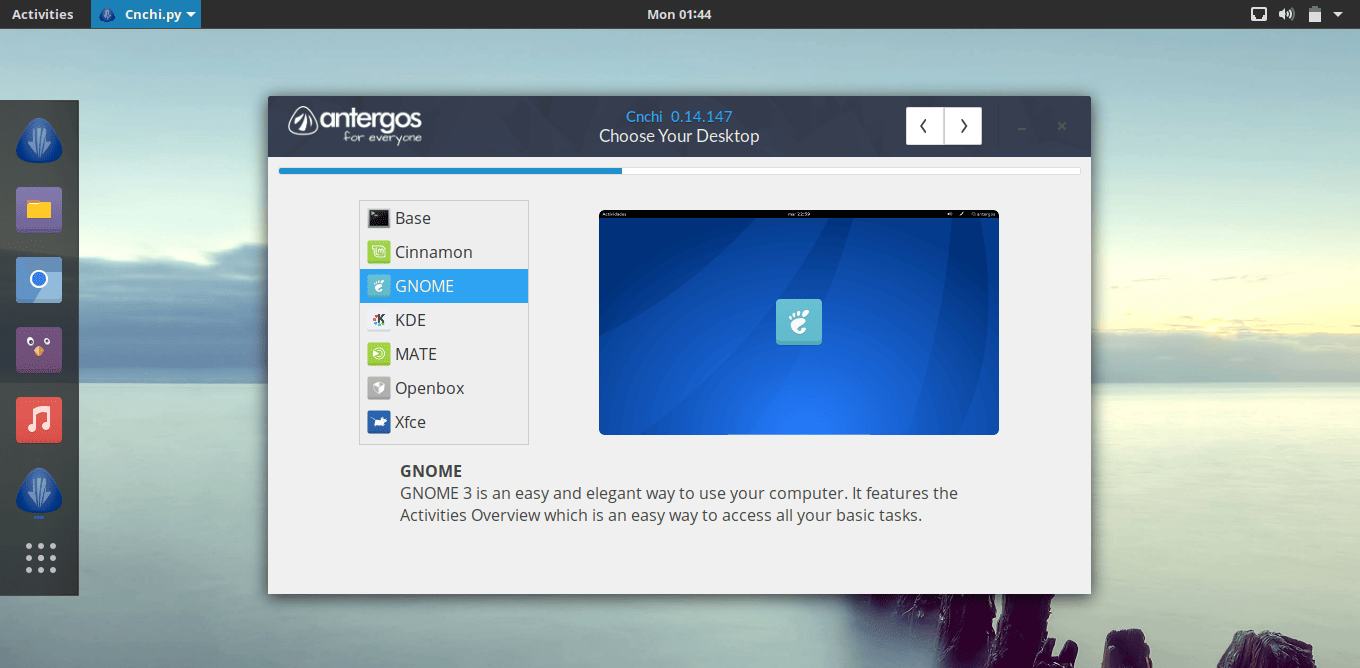 Activities
Cnchi.py
Mon 01:44
antergos
for everyone
Cnchi 0.14.147
Choose Your Desktop
Base
Cinnamon
GNOME
KDE
MATE
Openbox
Xfce
Actividades
mar 22:59
antergos
GNOME
GNOME 3 is an easy and elegant way to use your computer. It features the
Activities Overview which is an easy way to access all your basic tasks.